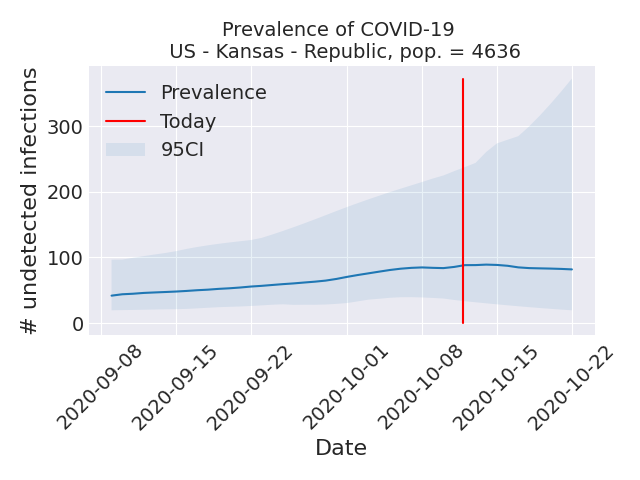 Prevalence of COVID-19
US - Kansas - Republic, pop. = 4636
Prevalence
Today
95CI
# undetected infections
300
200
100
0
2020-09-08
2020-09-15
2020-09-22
2020-10-01
2020-10-08
2020-10-15
2020-10-22
Date